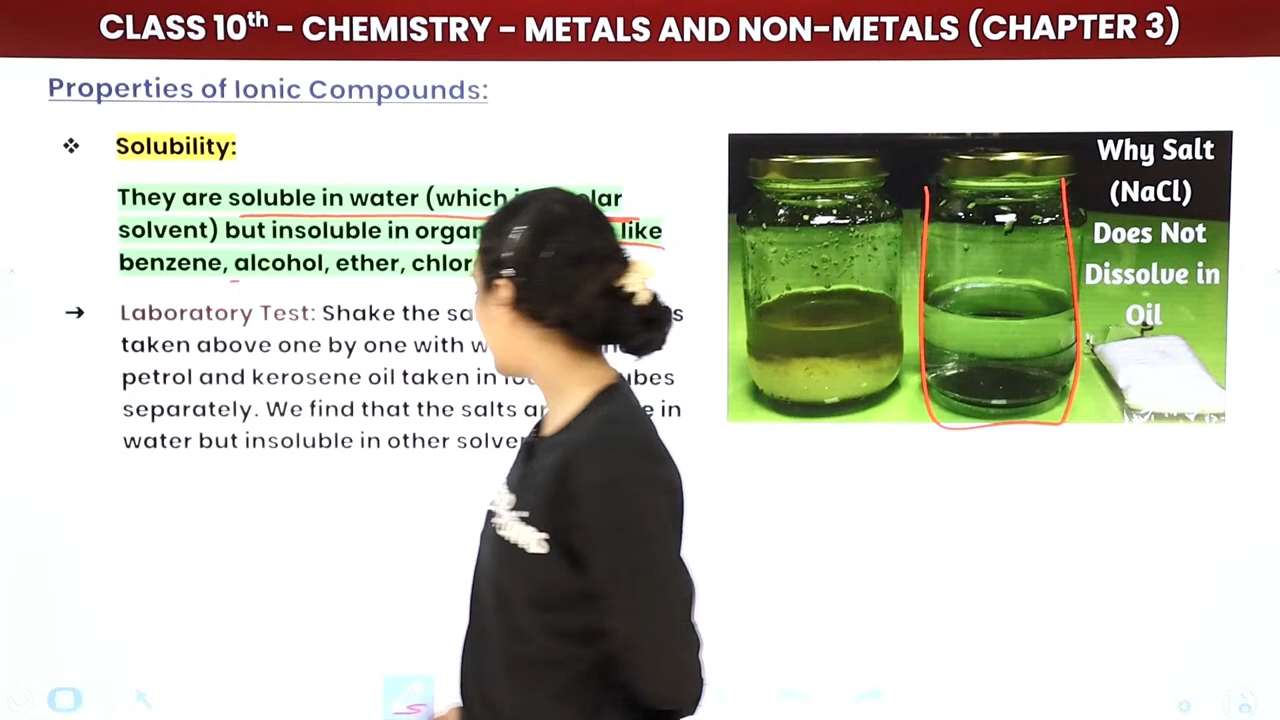 CLASS 10th - CHEMISTRY - METALS AND NON-METALS (CHAPTER 3)
Properties of Ionic Compounds:
❖ Solubility:
They are soluble in water (which
solvent) but insoluble in like
benzene, alcohol, ether,
➜ Laboratory Test: Shake the
taken above one by one with
petrol and kerosene oil taken in
separately. We find that the salts in
water but insoluble in other
Why Salt
(NaCl)
Does Not
Dissolve in
Oil